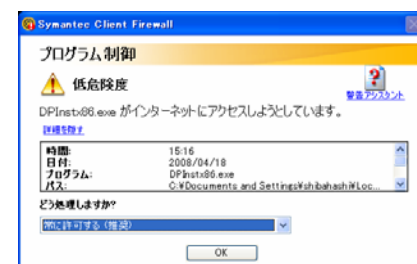 Symantec Client Firewall
プログラム制御
低危険度
警告アシスタント
DPInstx86.exe がインターネットにアクセスしようとしています。
詳細を隠す
時間: 15:16
日付: 2008/04/18
プログラム: DPInstx86.exe
パス: C:¥Documents and Settings¥shibahashi¥Loc...
どう処理しますか?
常に許可する (推奨)
OK